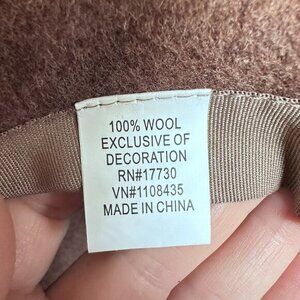 100% WOOL
EXCLUSIVE OF
DECORATION
RN#17730
VN#1108435
MADE IN CHINA